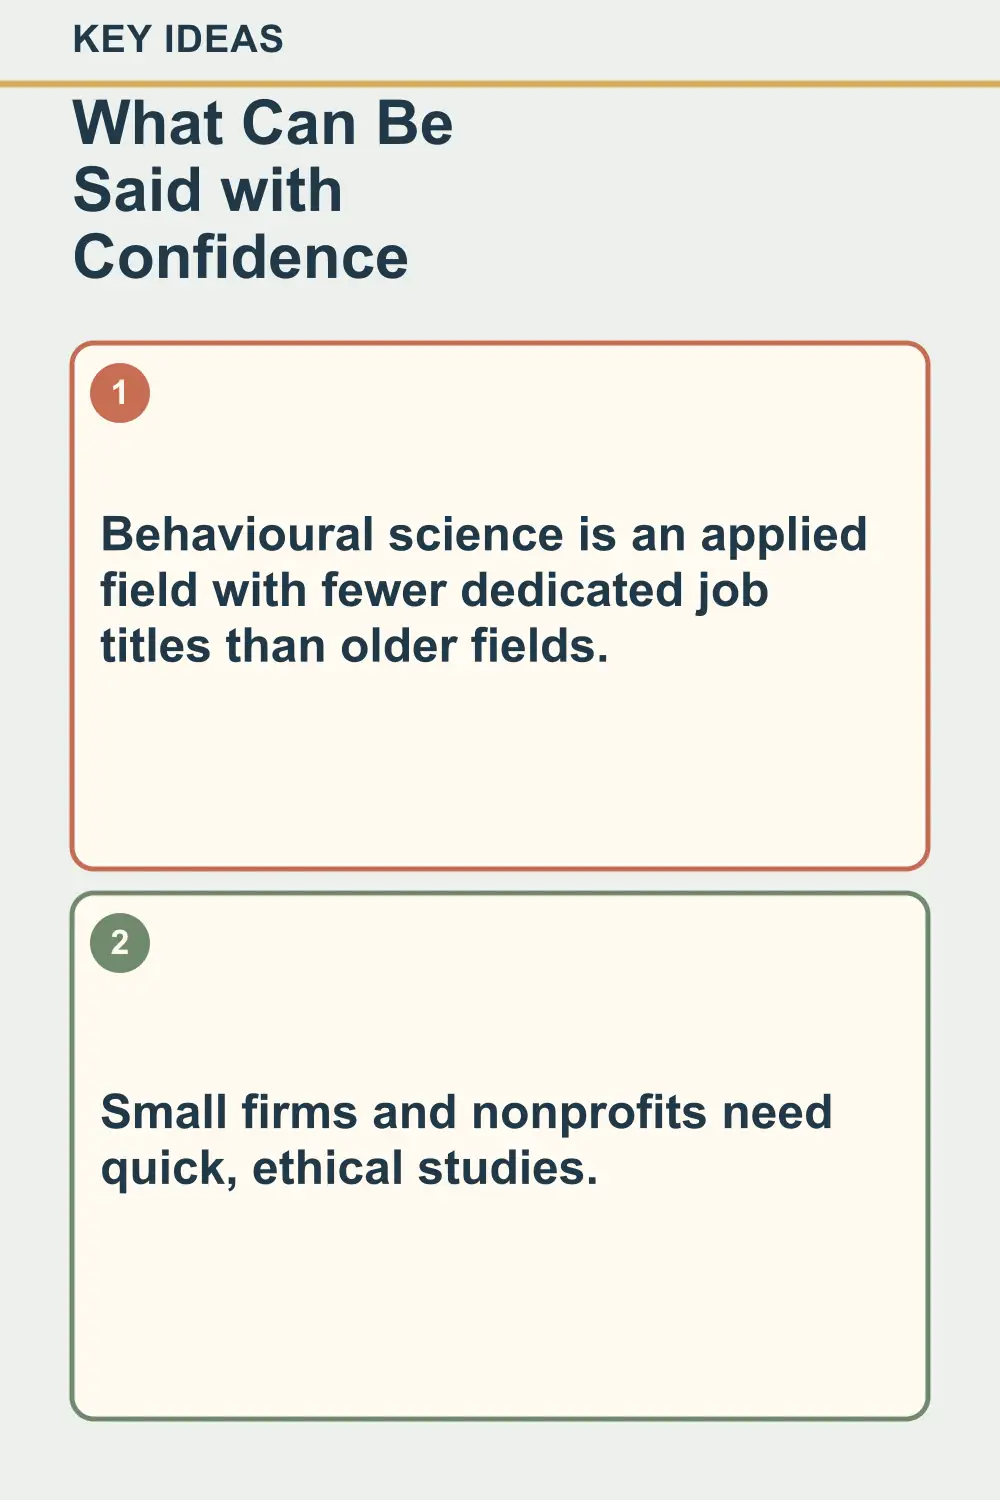 KEY IDEAS
What Can Be
Said with
Confidence
1
Behavioural science is an applied
field with fewer dedicated job
titles than older fields.
2
Small firms and nonprofits need
quick, ethical studies.